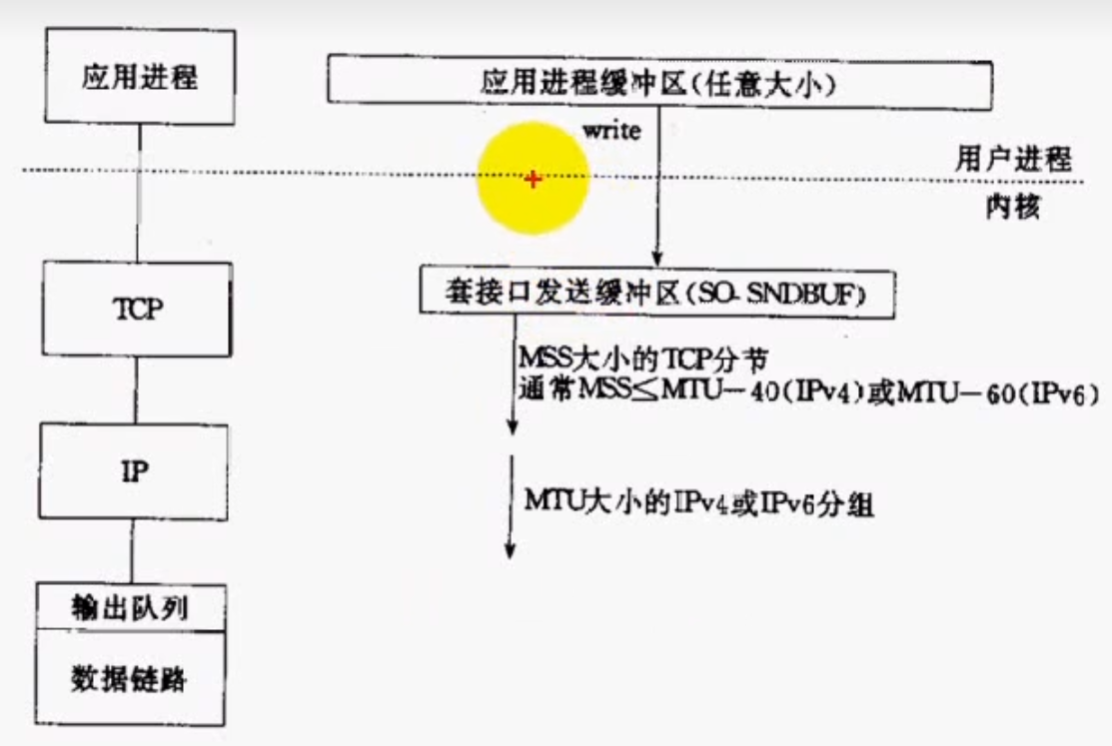 应用进程
应用进程缓冲区(任意大小)
write
用户进程
内核
TCP
套接口发送缓冲区(SO-SNDBUF)
MSS大小的TCP分节
通常MSS≤MTU-40(IPv4)或MTU-60(IPv6)
IP
MTU大小的IPv4或IPv6分组
输出队列
数据链路